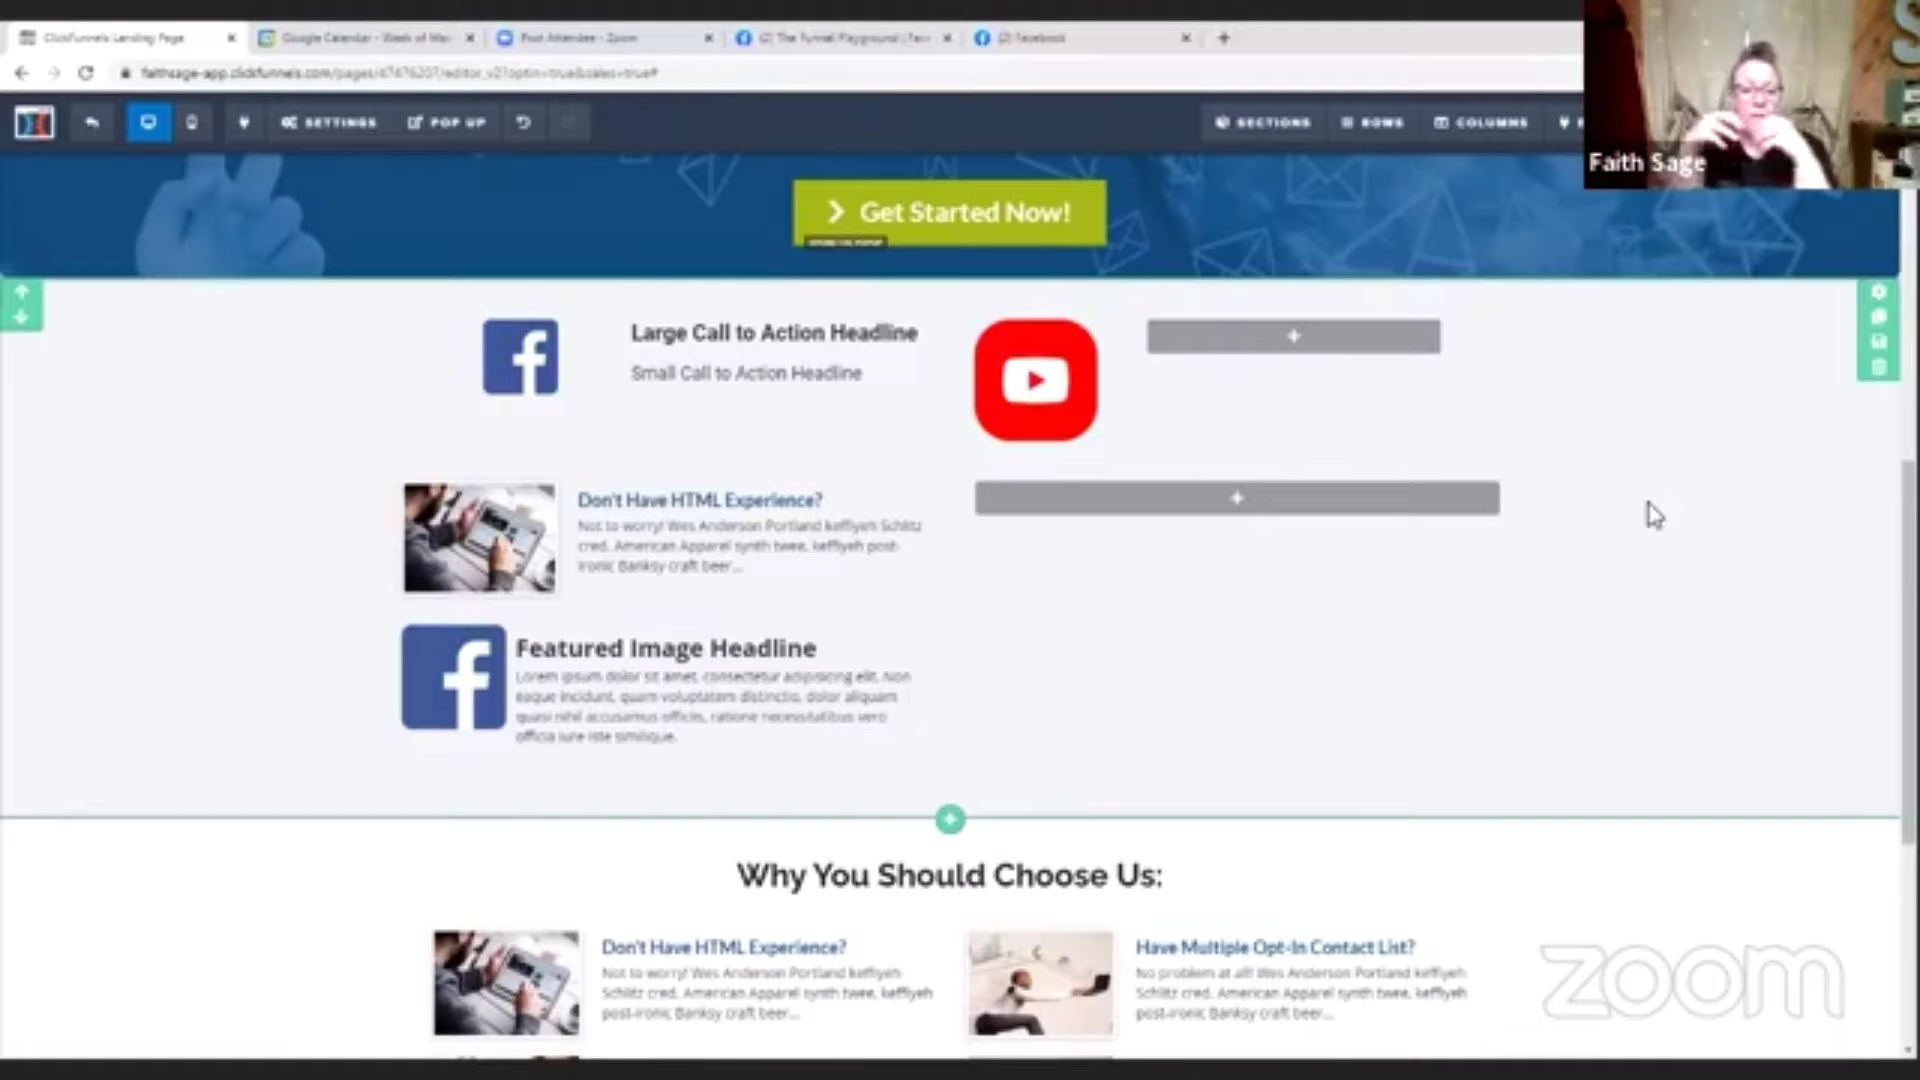 ClickFunnels Landing Page
Google Calendar - Week of Mar
Post Attendee - Zoom
(2) The Funnel Playground | Face
(2) Facebook
SETTINGS
POP UP
SECTIONS
ROWS
COLUMNS
Faith Sage
Get Started Now!
Large Call to Action Headline
Small Call to Action Headline
Don't Have HTML Experience?
Not to worry! Wes Anderson Portland keffiyeh Schlitz
cred. American Apparel synth twee, keffiyeh post-
ironic Banksy craft beer...
Featured Image Headline
Lorem ipsum dolor sit amet, consectetur adipisicing elit. Non
eaque incidunt, quam voluptatem distinctio, dolor aliquam
quasi nihil accusamus officiis, ratione necessitatibus vero
officia iure iste similique.
Why You Should Choose Us:
Don't Have HTML Experience?
Not to worry! Wes Anderson Portland keffiyeh
Schlitz cred. American Apparel synth twee, keffiyeh
post-ironic Banksy craft beer...
Have Multiple Opt-In Contact List?
No problem at all! Wes Anderson Portland keffiyeh
Schlitz cred. American Apparel synth twee, keffiyeh
post-ironic Banksy craft beer...
zoom